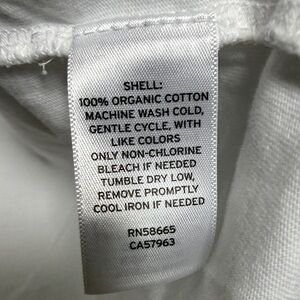 SHELL:
100% ORGANIC COTTON
MACHINE WASH COLD,
GENTLE CYCLE, WITH
LIKE COLORS
ONLY NON-CHLORINE
BLEACH IF NEEDED
TUMBLE DRY LOW,
REMOVE PROMPTLY
COOL IRON IF NEEDED
RN58665
CA57963